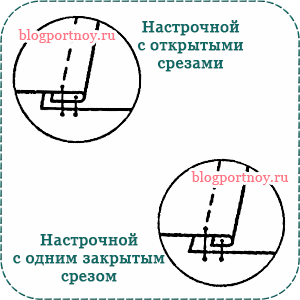 Настрочной
с открытыми
срезами
blogportnoy.ru
blogportnoy.ru
Настрочной
с одним закрытым
срезом